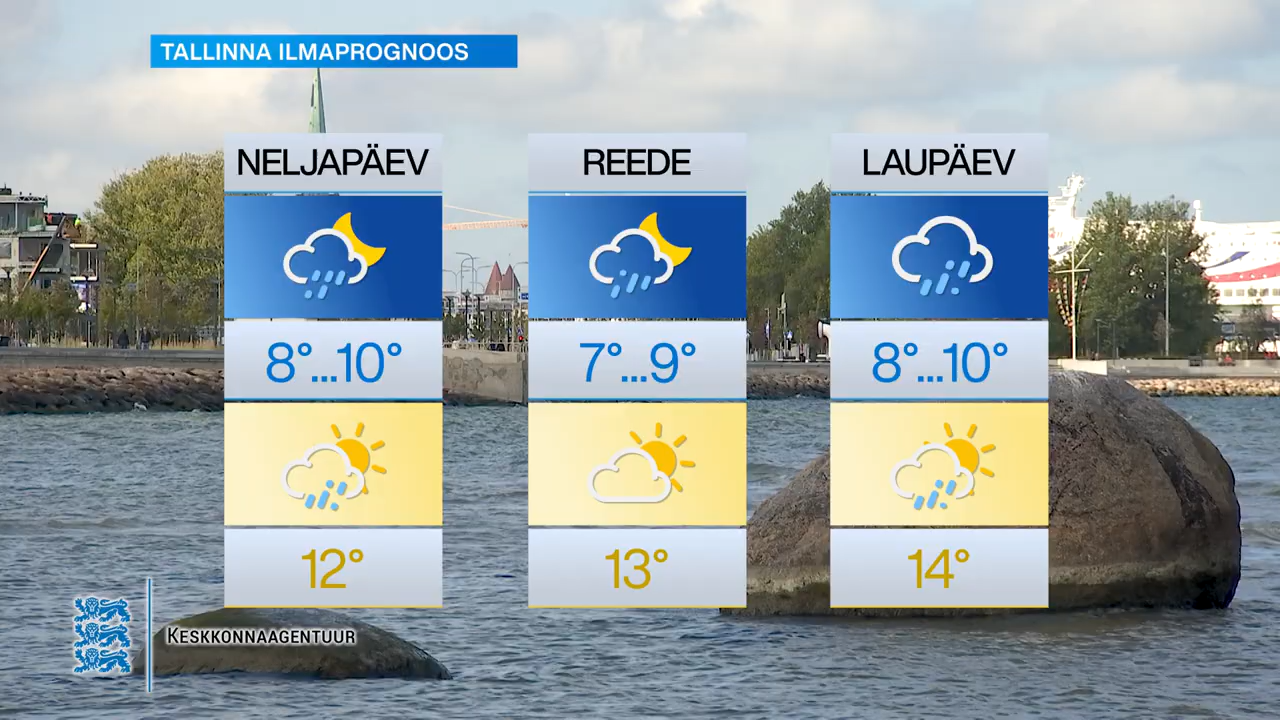 TALLINNA ILMAPROGNOOS
NELJAPÄEV
8°...10°
12°
REEDE
7°...9°
13°
LAUPÄEV
8°...10°
14°
KESKKONNAAGENTUUR